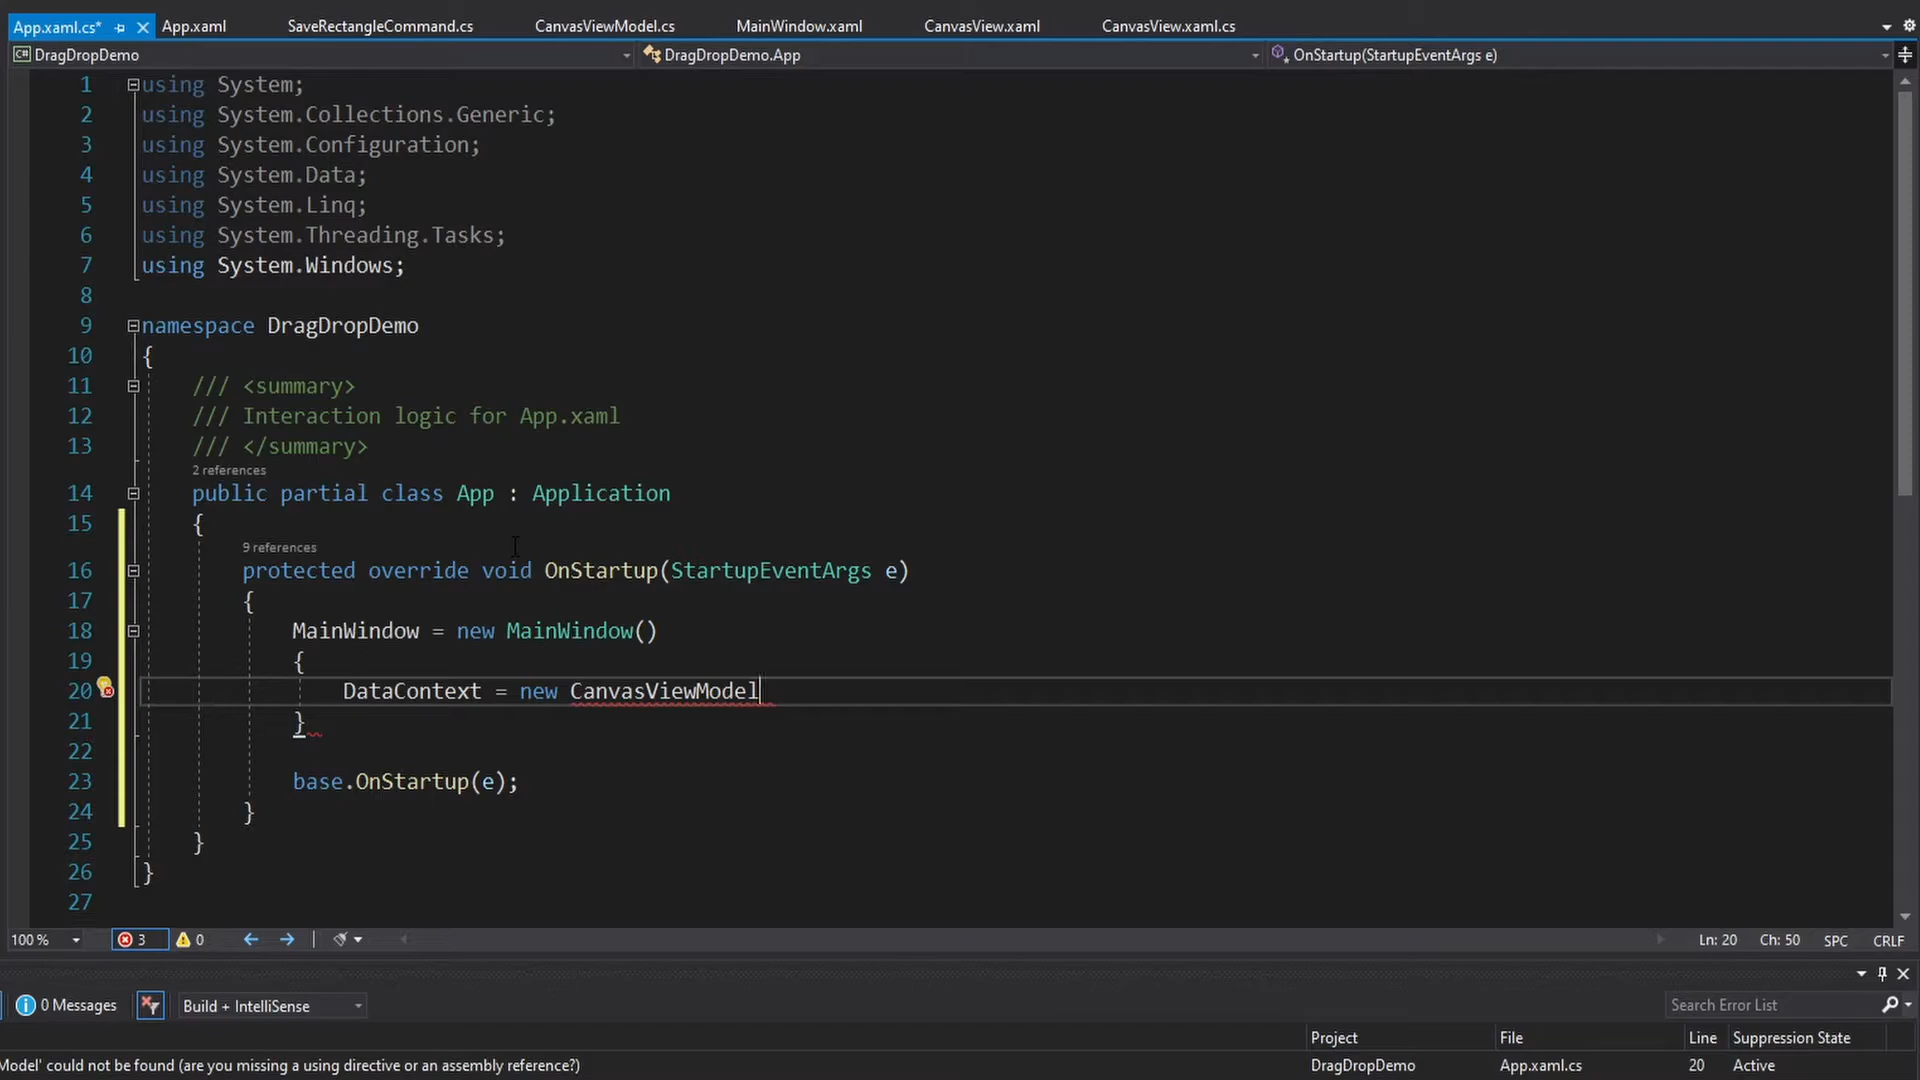 App.xaml.cs* App.xaml SaveRectangleCommand.cs CanvasViewModel.cs MainWindow.xaml CanvasView.xaml CanvasView.xaml.cs
C# DragDropDemo DragDropDemo.App OnStartup(StartupEventArgs e)
1 using System;
2 using System.Collections.Generic;
3 using System.Configuration;
4 using System.Data;
5 using System.Linq;
6 using System.Threading.Tasks;
7 using System.Windows;
8
9 namespace DragDropDemo
10 {
11 /// <summary>
12 /// Interaction logic for App.xaml
13 /// </summary>
2 references
14 public partial class App : Application
15 {
9 references
16 protected override void OnStartup(StartupEventArgs e)
17 {
18 MainWindow = new MainWindow()
19 {
20 DataContext = new CanvasViewModel
21 }
22
23 base.OnStartup(e);
24 }
25 }
26 }
27
100 % 3 0 Ln: 20 Ch: 50 SPC CRLF
0 Messages Build + IntelliSense Search Error List
Project File Line Suppression State
Model' could not be found (are you missing a using directive or an assembly reference?) DragDropDemo App.xaml.cs 20 Active